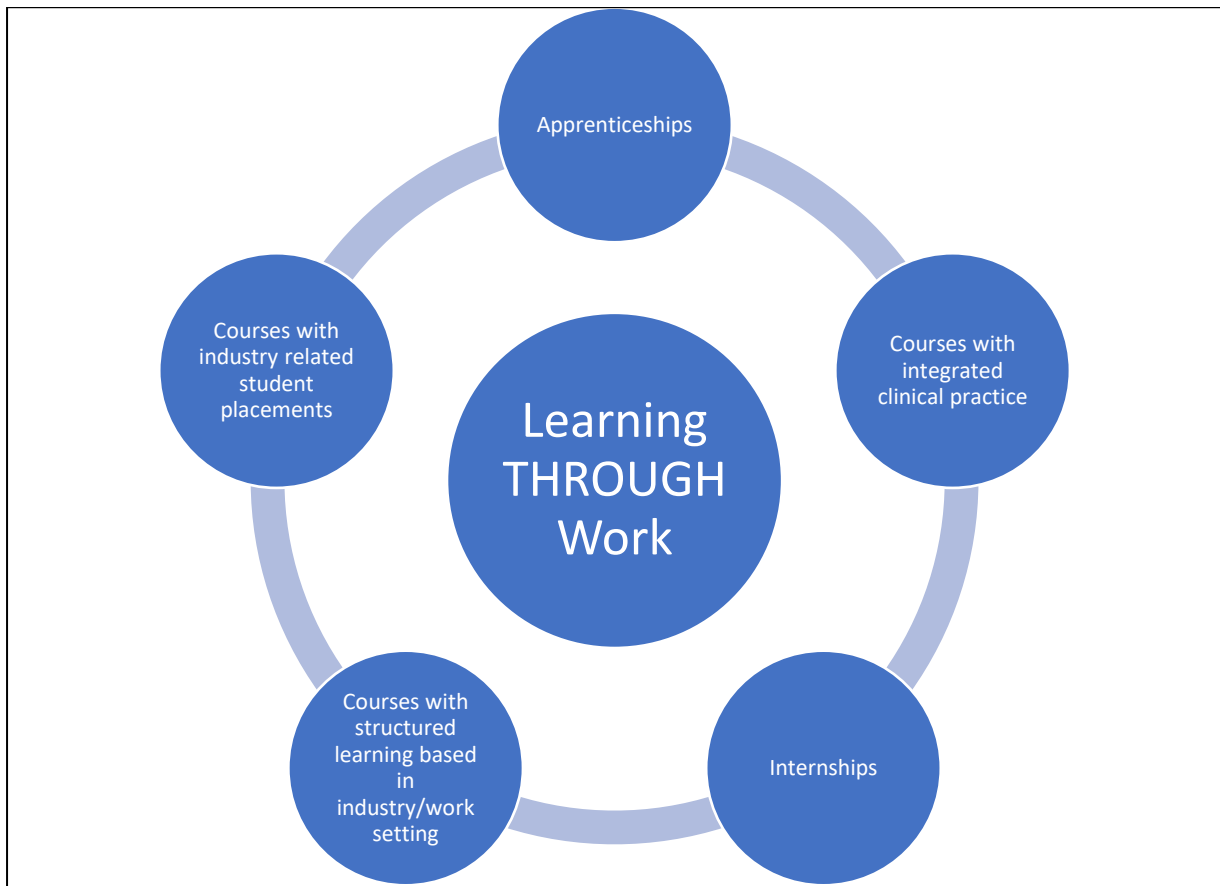 Apprenticeships
Courses with
integrated
clinical practice
Internships
Courses with
structured
learning based
in
industry/work
setting
Courses with
industry related
student
placements
Learning
THROUGH
Work